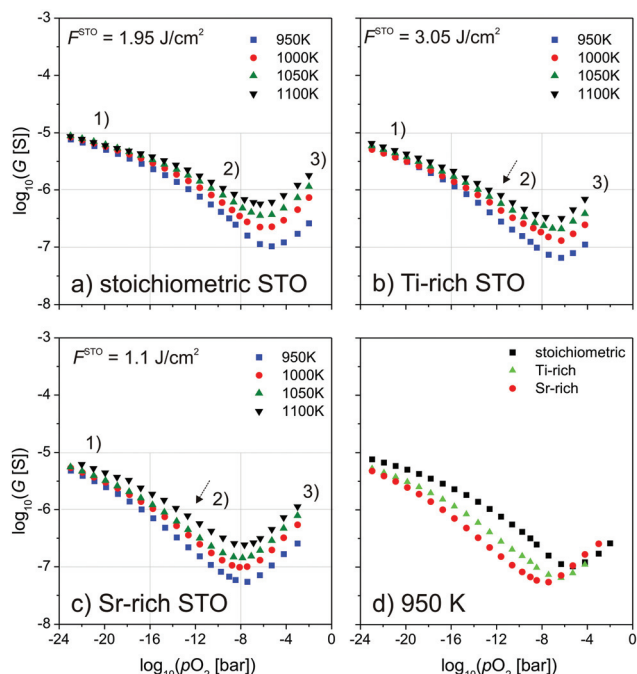 F^STO = 1.95 J/cm²
950K
1000K
1050K
1100K
1)
2)
3)
a) stoichiometric STO
-3
-4
-5
-6
-7
-8
log₁₀(G [S])
F^STO = 3.05 J/cm²
950K
1000K
1050K
1100K
1)
2)
3)
b) Ti-rich STO
F^STO = 1.1 J/cm²
950K
1000K
1050K
1100K
1)
2)
3)
c) Sr-rich STO
-3
-4
-5
-6
-7
-8
log₁₀(G [S])
-24 -20 -16 -12 -8 -4 0
log₁₀(pO₂ [bar])
stoichiometric
Ti-rich
Sr-rich
d) 950 K
-24 -20 -16 -12 -8 -4 0
log₁₀(pO₂ [bar])